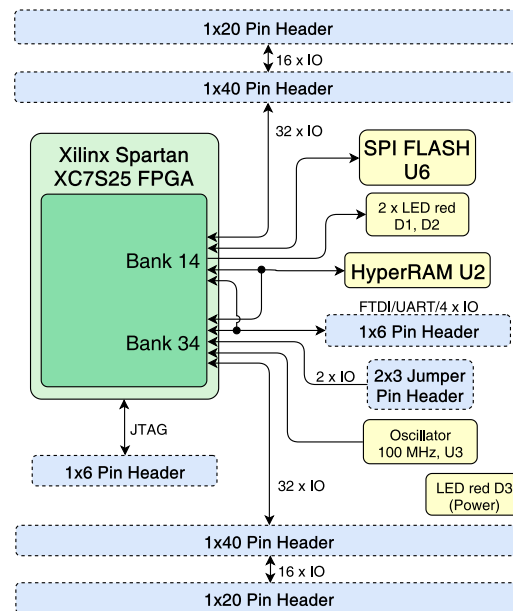 1x20 Pin Header
16 x IO
1x40 Pin Header
32 x IO
Xilinx Spartan
XC7S25 FPGA
SPI FLASH
U6
2 x LED red
D1, D2
Bank 14
HyperRAM U2
FTDI/UART/4 x IO
1x6 Pin Header
Bank 34
2 x IO
2x3 Jumper
Pin Header
JTAG
Oscillator
100 MHz, U3
1x6 Pin Header
32 x IO
LED red D3
(Power)
1x40 Pin Header
16 x IO
1x20 Pin Header